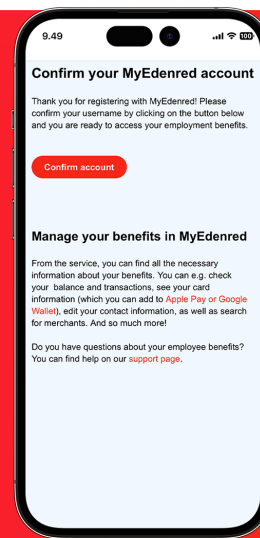 9.49
100
Confirm your MyEdenred account
Thank you for registering with MyEdenred! Please
confirm your username by clicking on the button below
and you are ready to access your employment benefits.
Confirm account
Manage your benefits in MyEdenred
From the service, you can find all the necessary
information about your benefits. You can e.g. check
your balance and transactions, see your card
information (which you can add to Apple Pay or Google
Wallet), edit your contact information, as well as search
for merchants. And so much more!
Do you have questions about your employee benefits?
You can find help on our support page.